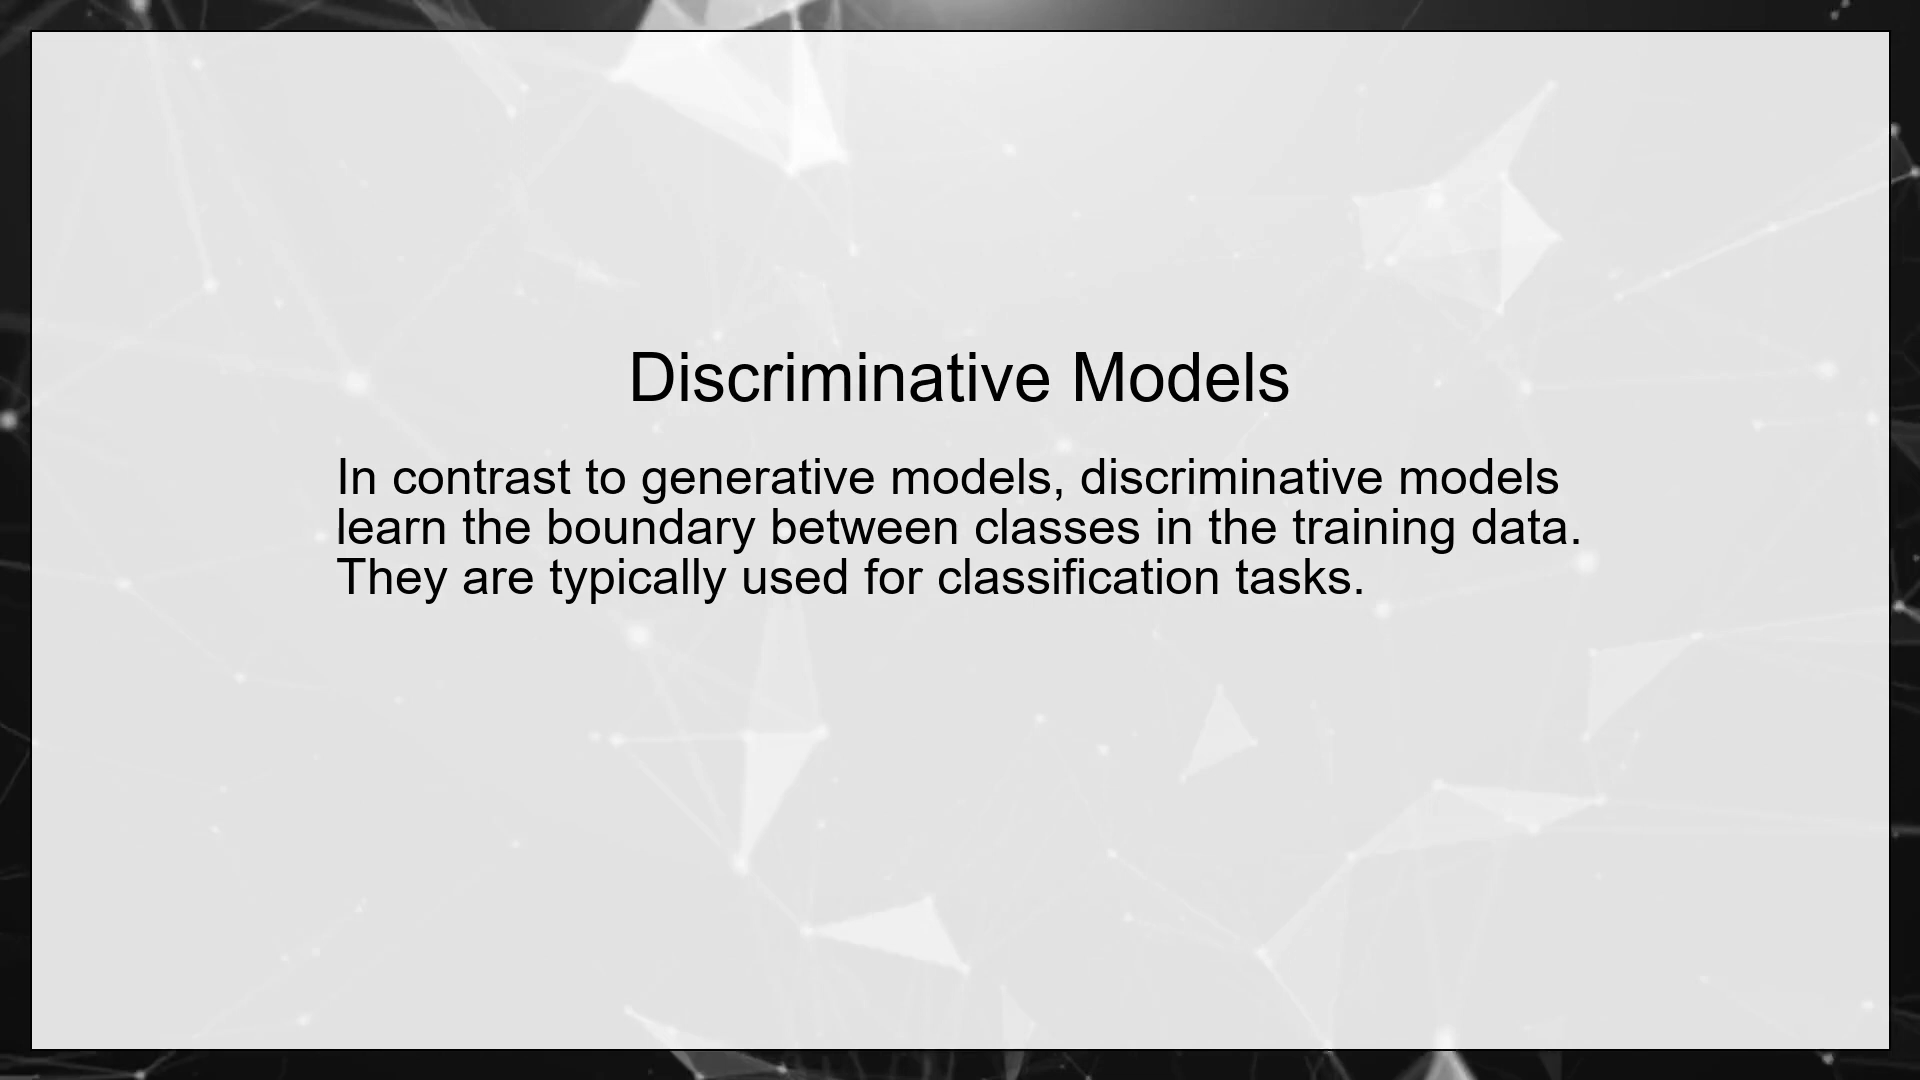 Discriminative Models
In contrast to generative models, discriminative models
learn the boundary between classes in the training data.
They are typically used for classification tasks.